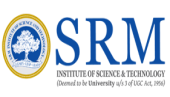 SRM
INSTITUTE OF SCIENCE & TECHNOLOGY
(Deemed to be University u/s 3 of UGC Act, 1956)